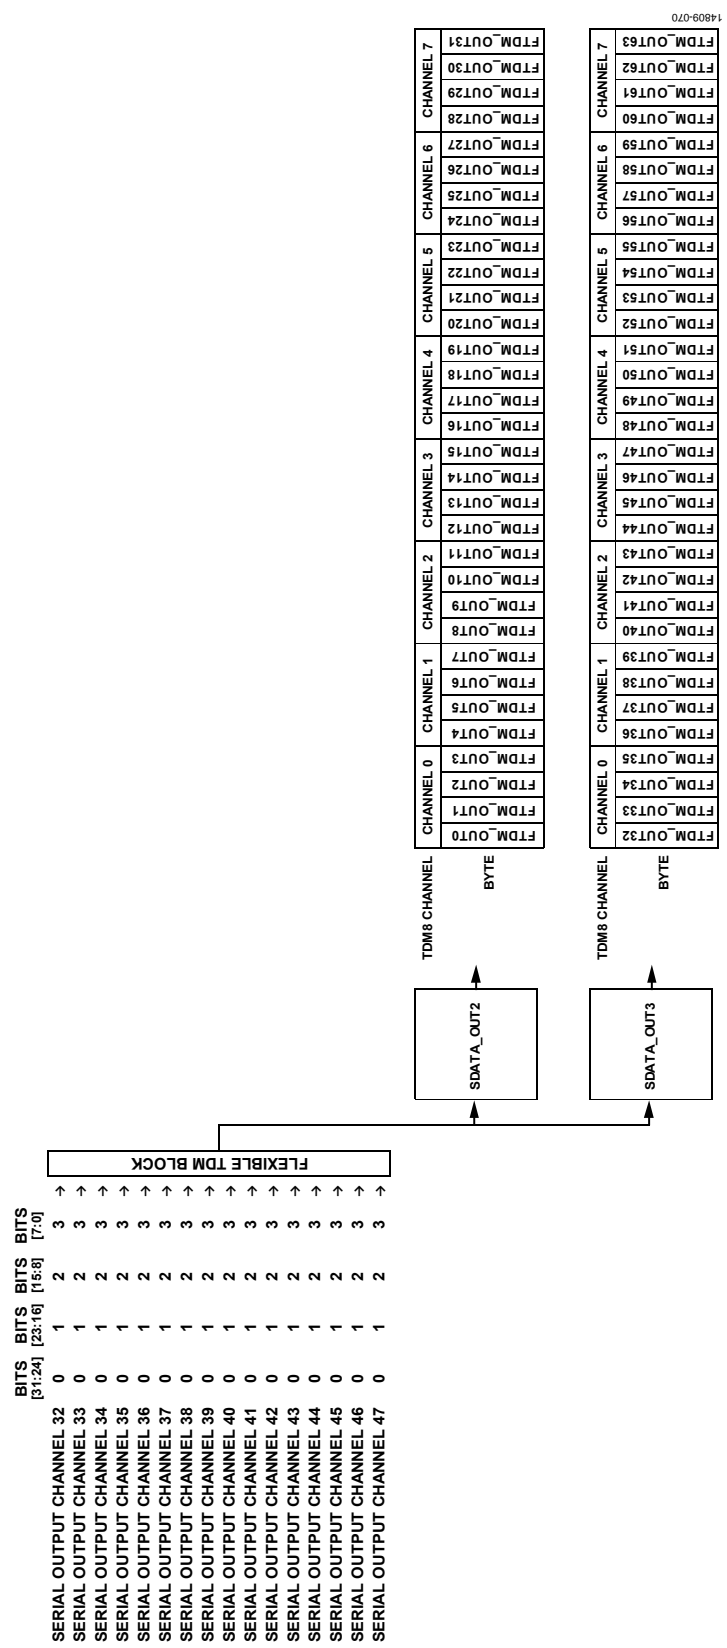 BITS
[31:24]
BITS
[23:16]
BITS
[15:8]
BITS
[7:0]
SERIAL OUTPUT CHANNEL 32 0 1 2 3 →
SERIAL OUTPUT CHANNEL 33 0 1 2 3 →
SERIAL OUTPUT CHANNEL 34 0 1 2 3 →
SERIAL OUTPUT CHANNEL 35 0 1 2 3 →
SERIAL OUTPUT CHANNEL 36 0 1 2 3 →
SERIAL OUTPUT CHANNEL 37 0 1 2 3 →
SERIAL OUTPUT CHANNEL 38 0 1 2 3 →
SERIAL OUTPUT CHANNEL 39 0 1 2 3 →
SERIAL OUTPUT CHANNEL 40 0 1 2 3 →
SERIAL OUTPUT CHANNEL 41 0 1 2 3 →
SERIAL OUTPUT CHANNEL 42 0 1 2 3 →
SERIAL OUTPUT CHANNEL 43 0 1 2 3 →
SERIAL OUTPUT CHANNEL 44 0 1 2 3 →
SERIAL OUTPUT CHANNEL 45 0 1 2 3 →
SERIAL OUTPUT CHANNEL 46 0 1 2 3 →
SERIAL OUTPUT CHANNEL 47 0 1 2 3 →
FLEXIBLE TDM BLOCK
SDATA_OUT2
TDM8 CHANNEL
CHANNEL 0
CHANNEL 1
CHANNEL 2
CHANNEL 3
CHANNEL 4
CHANNEL 5
CHANNEL 6
CHANNEL 7
BYTE
FTDM_OUT0
FTDM_OUT1
FTDM_OUT2
FTDM_OUT3
FTDM_OUT4
FTDM_OUT5
FTDM_OUT6
FTDM_OUT7
FTDM_OUT8
FTDM_OUT9
FTDM_OUT10
FTDM_OUT11
FTDM_OUT12
FTDM_OUT13
FTDM_OUT14
FTDM_OUT15
FTDM_OUT16
FTDM_OUT17
FTDM_OUT18
FTDM_OUT19
FTDM_OUT20
FTDM_OUT21
FTDM_OUT22
FTDM_OUT23
FTDM_OUT24
FTDM_OUT25
FTDM_OUT26
FTDM_OUT27
FTDM_OUT28
FTDM_OUT29
FTDM_OUT30
FTDM_OUT31
SDATA_OUT3
TDM8 CHANNEL
CHANNEL 0
CHANNEL 1
CHANNEL 2
CHANNEL 3
CHANNEL 4
CHANNEL 5
CHANNEL 6
CHANNEL 7
BYTE
FTDM_OUT32
FTDM_OUT33
FTDM_OUT34
FTDM_OUT35
FTDM_OUT36
FTDM_OUT37
FTDM_OUT38
FTDM_OUT39
FTDM_OUT40
FTDM_OUT41
FTDM_OUT42
FTDM_OUT43
FTDM_OUT44
FTDM_OUT45
FTDM_OUT46
FTDM_OUT47
FTDM_OUT48
FTDM_OUT49
FTDM_OUT50
FTDM_OUT51
FTDM_OUT52
FTDM_OUT53
FTDM_OUT54
FTDM_OUT55
FTDM_OUT56
FTDM_OUT57
FTDM_OUT58
FTDM_OUT59
FTDM_OUT60
FTDM_OUT61
FTDM_OUT62
FTDM_OUT63
14809-070